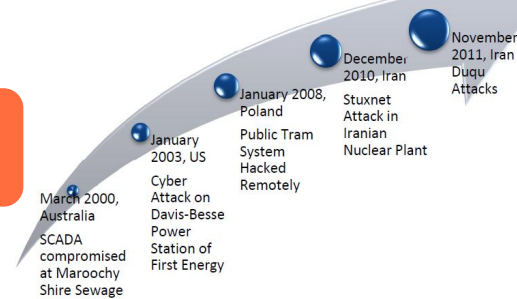 March 2000,
Australia
SCADA
compromised
at Maroochy
Shire Sewage
January
2003, US
Cyber
Attack on
Davis-Besse
Power
Station of
First Energy
January 2008,
Poland
Public Tram
System
Hacked
Remotely
December
2010, Iran
Stuxnet
Attack in
Iranian
Nuclear Plant
November
2011, Iran
Duqu
Attacks